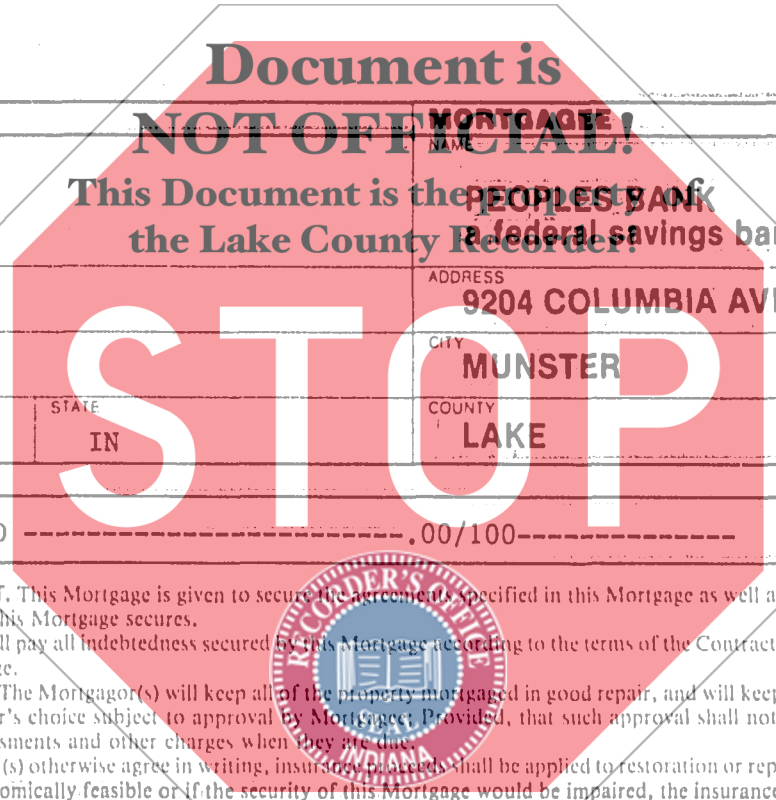 Document is
NOT OFFICIAL!
This Document is the property of
the Lake County Recorder!
MORTGAGEE
NAME
PEOPLES BANK
a federal savings ba
ADDRESS
9204 COLUMBIA AV
CITY
MUNSTER
STATE
IN
COUNTY
LAKE
STOP
.00/100
. This Mortgage is given to secure the agreements specified in this Mortgage as well a
his Mortgage secures.
ll pay all indebtedness secured by this Mortgage according to the terms of the Contract
e.
The Mortgagor(s) will keep all of the property mortgaged in good repair, and will keep
r's choice subject to approval by Mortgagee; Provided, that such approval shall not
sments and other charges when they are due.
(s) otherwise agree in writing, insurance proceeds shall be applied to restoration or rep
omically feasible or if the security of this Mortgage would be impaired, the insurance
RECORDER'S OFFICE
SEAL
INDIANA